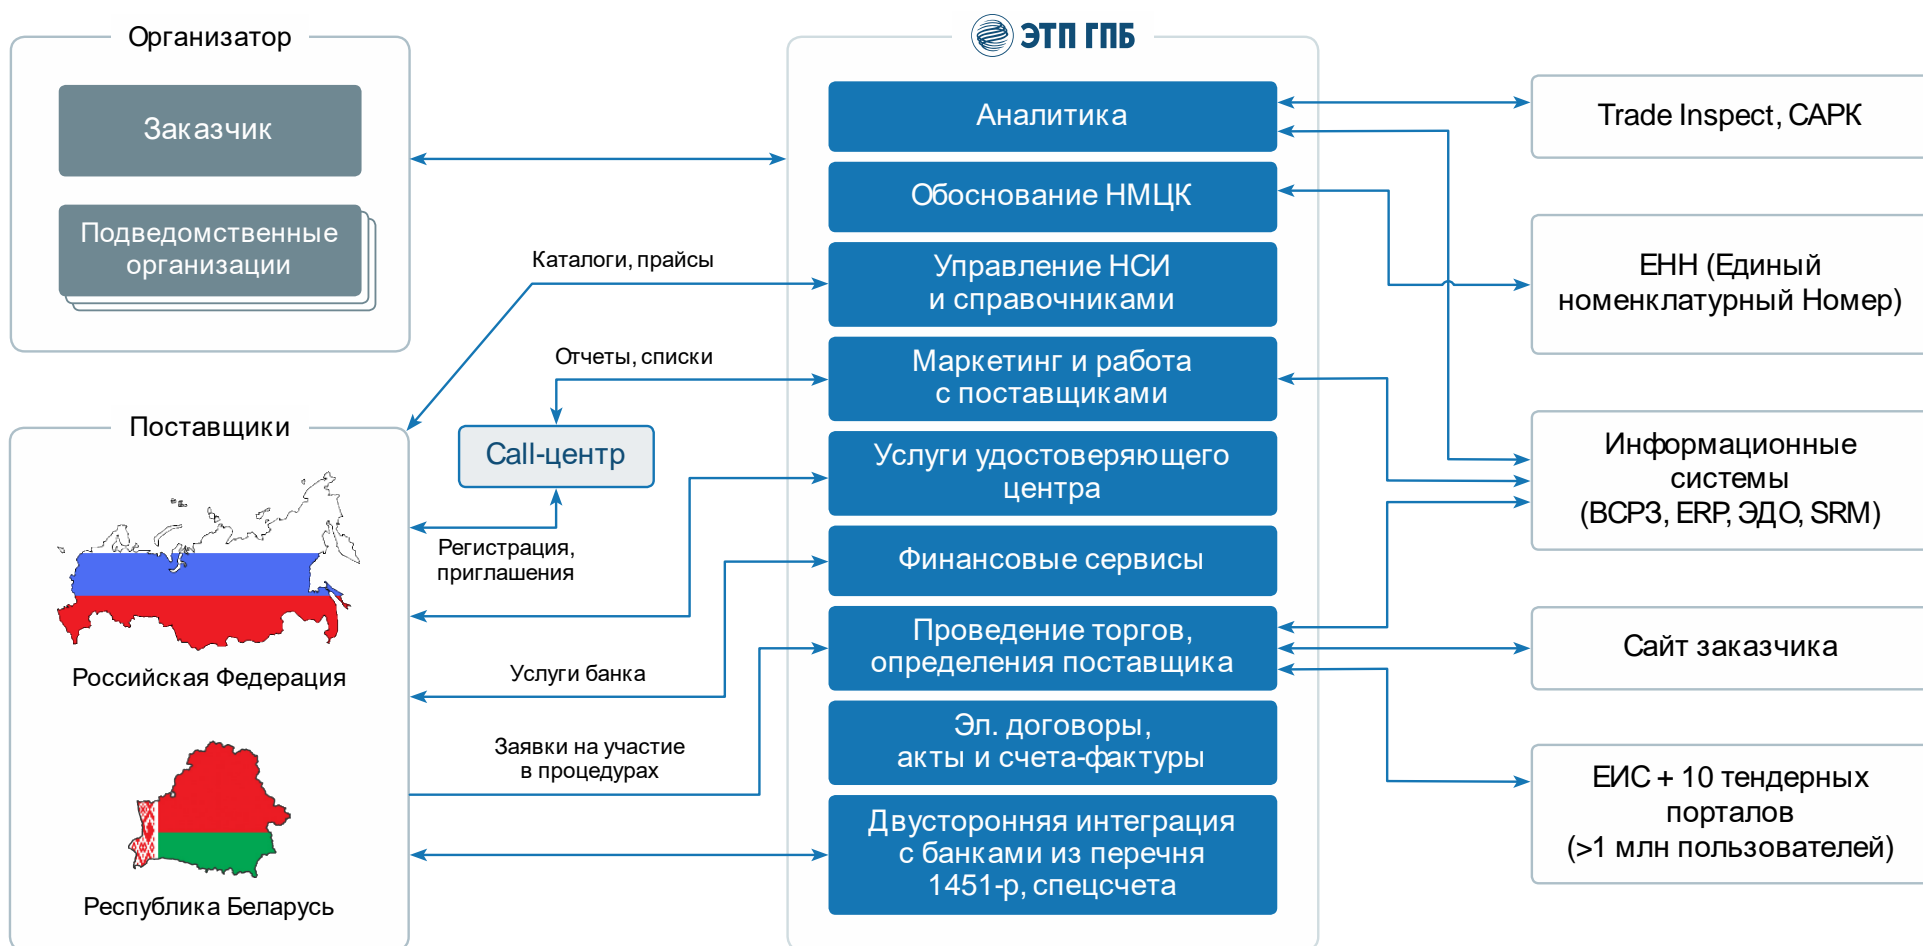 Организатор
Заказчик
Подведомственные
организации
Поставщики
Российская Федерация
Республика Беларусь
Каталоги, прайсы
Отчеты, списки
Call-центр
Регистрация,
приглашения
Услуги банка
Заявки на участие
в процедурах
ЭТП ГПБ
Аналитика
Обоснование НМЦК
Управление НСИ
и справочниками
Маркетинг и работа
с поставщиками
Услуги удостоверяющего
центра
Финансовые сервисы
Проведение торгов,
определения поставщика
Эл. договоры,
акты и счета-фактуры
Двусторонняя интеграция
с банками из перечня
1451-р, спецсчета
Trade Inspect, САРК
ЕНН (Единый
номенклатурный Номер)
Информационные
системы
(ВСРЗ, ERP, ЭДО, SRM)
Сайт заказчика
ЕИС + 10 тендерных
порталов
(>1 млн пользователей)